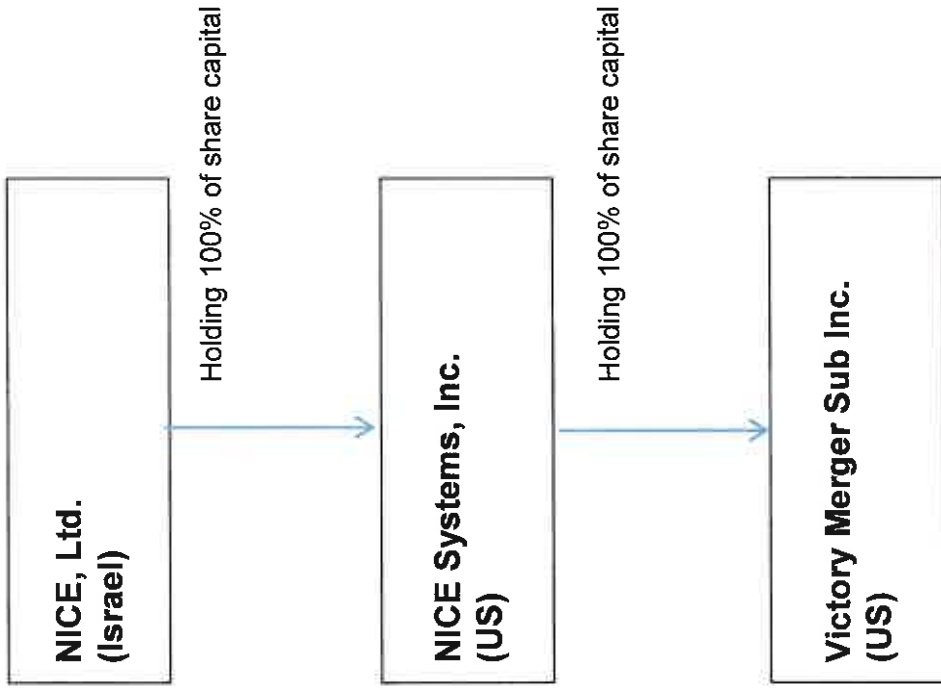 NICE, Ltd.
(Israel)
Holding 100% of share capital
NICE Systems, Inc.
(US)
Holding 100% of share capital
Victory Merger Sub Inc.
(US)